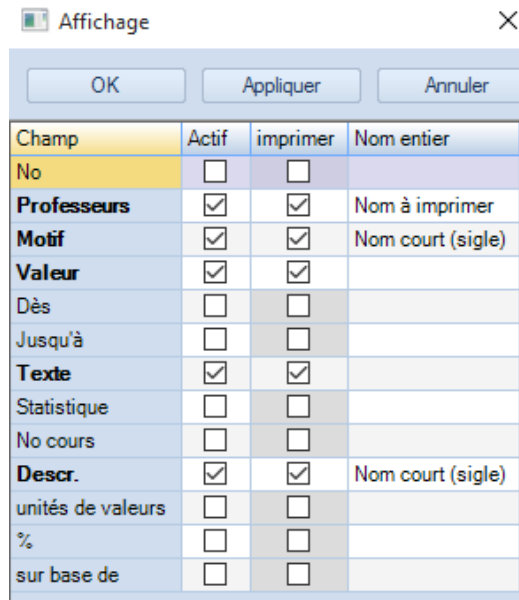 Affichage
OK Appliquer Annuler
Champ Actif imprimer Nom entier
No
Professeurs Nom à imprimer
Motif Nom court (sigle)
Valeur
Dès
Jusqu'à
Texte
Statistique
No cours
Descr. Nom court (sigle)
unités de valeurs
%
sur base de